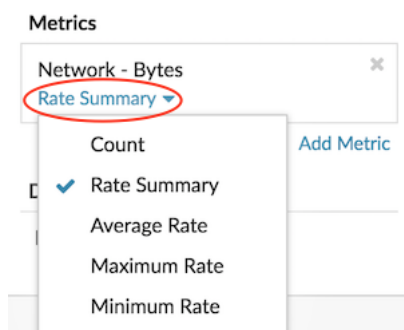 Metrics
Network - Bytes
Rate Summary
Count
Add Metric
Rate Summary
Average Rate
Maximum Rate
Minimum Rate